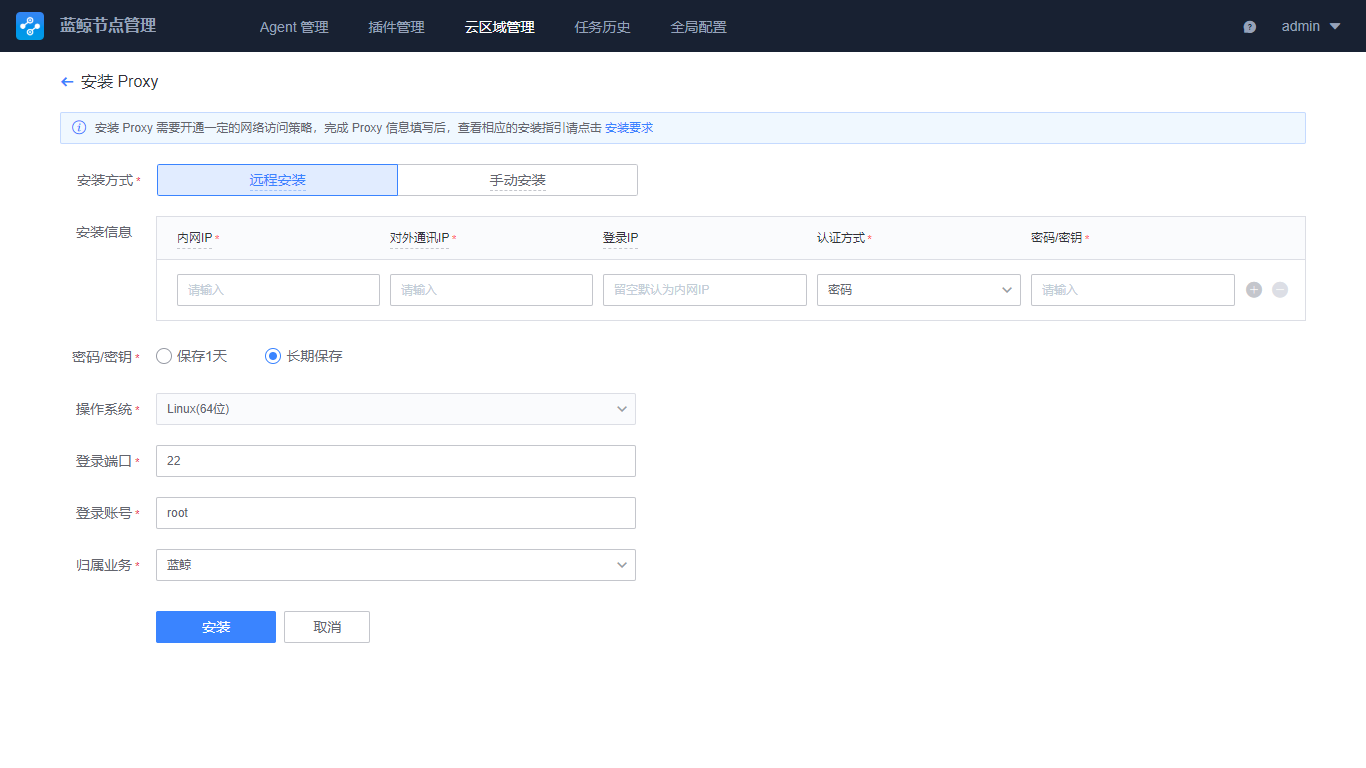 蓝鲸节点管理 Agent 管理 插件管理 云区域管理 任务历史 全局配置 ? admin
安装 Proxy
安装 Proxy 需要开通一定的网络访问策略，完成 Proxy 信息填写后，查看相应的安装指引请点击 安装要求
安装方式 * 远程安装 手动安装
安装信息 内网IP * 对外通讯IP * 登录IP 认证方式 * 密码/密钥 *
请输入 请输入 留空默认为内网IP 密码 请输入
密码/密钥 * 保存1天 长期保存
操作系统 * Linux(64位)
登录端口 * 22
登录账号 * root
归属业务 * 蓝鲸
安装 取消